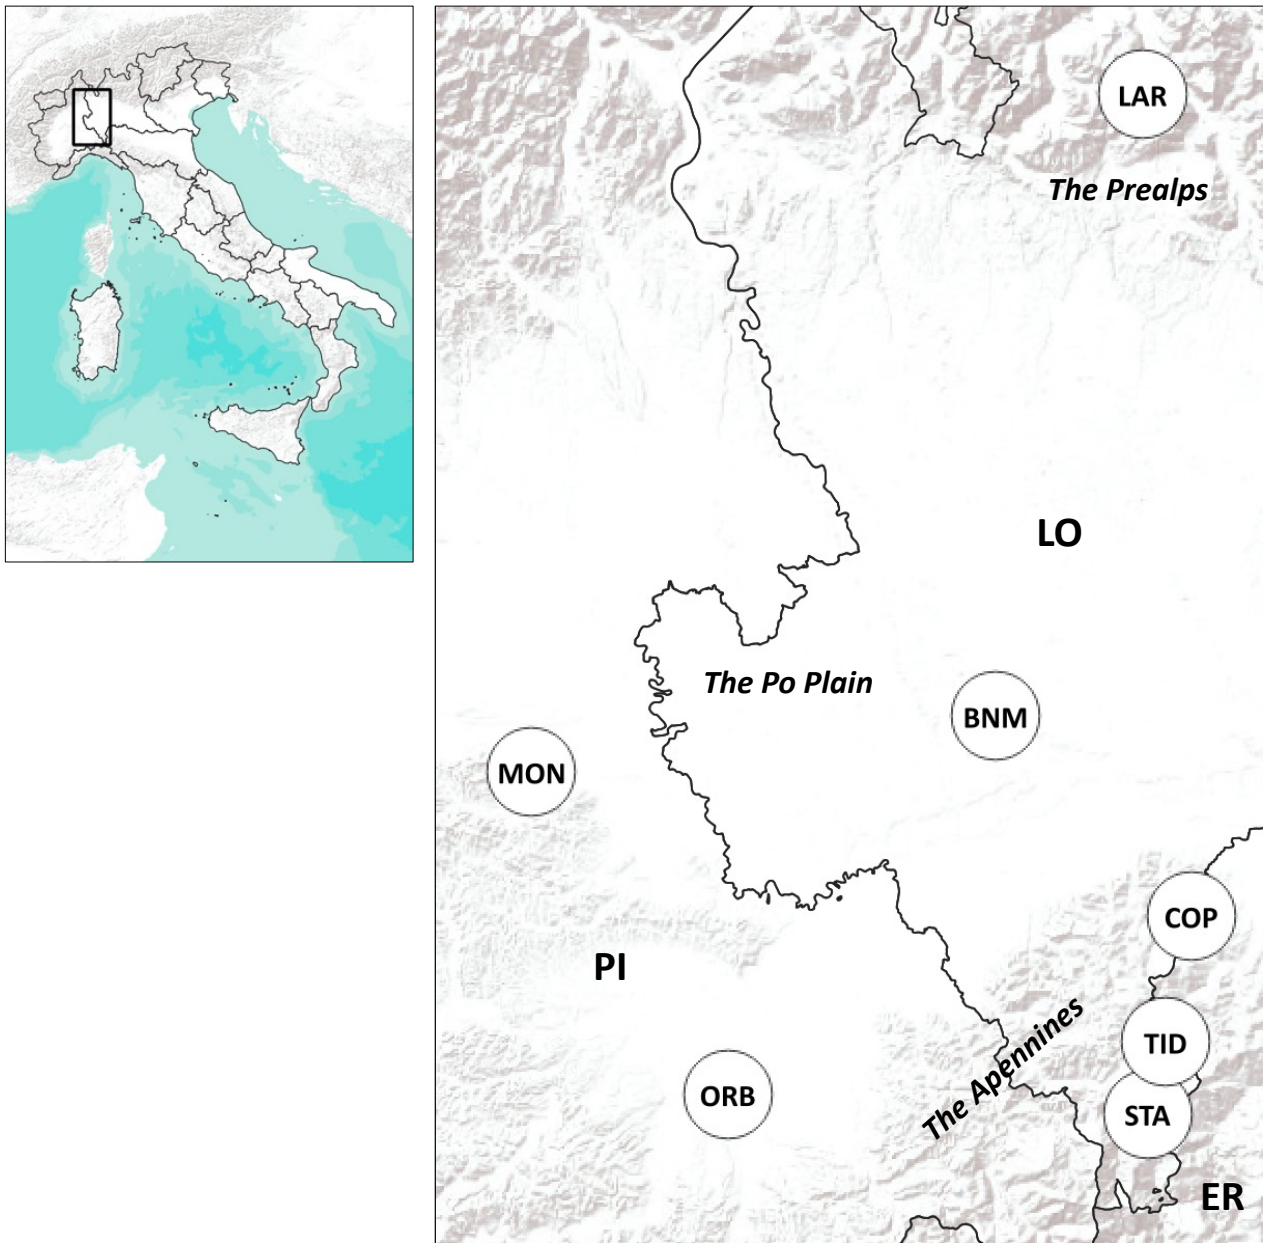 LAR
The Prealps
LO
The Po Plain
BNM
MON
COP
PI
The Apennines
TID
ORB
STA
ER